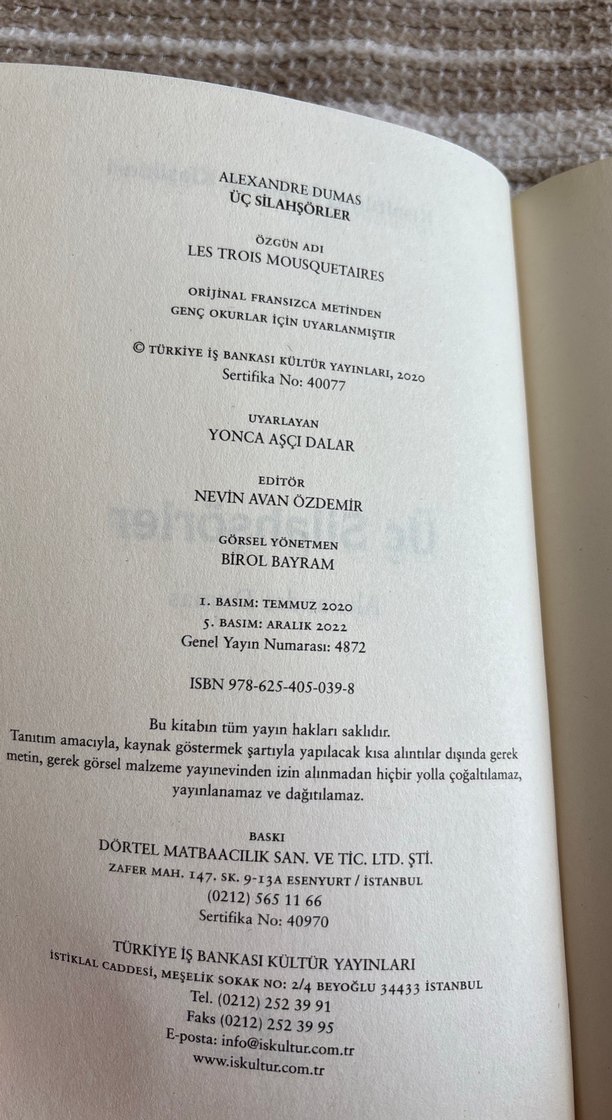 ALEXANDRE DUMAS
ÜÇ SİLAHŞÖRLER
ÖZGÜN ADI
LES TROIS MOUSQUETAIRES
ORİJİNAL FRANSIZCA METİNDEN
GENÇ OKURLAR İÇİN UYARLANMIŞTIR
© TÜRKİYE İŞ BANKASI KÜLTÜR YAYINLARI, 2020
Sertifika No: 40077
UYARLAYAN
YONCA AŞÇI DALAR
EDİTÖR
NEVİN AVAN ÖZDEMİR
GÖRSEL YÖNETMEN
BİROL BAYRAM
1. BASIM: TEMMUZ 2020
5. BASIM: ARALIK 2022
Genel Yayın Numarası: 4872
ISBN 978-625-405-039-8
Bu kitabın tüm yayın hakları saklıdır.
Tanıtım amacıyla, kaynak göstermek şartıyla yapılacak kısa alıntılar dışında gerek
metin, gerek görsel malzeme yayınevinden izin alınmadan hiçbir yolla çoğaltılamaz,
yayınlanamaz ve dağıtılamaz.
BASKI
DÖRTEL MATBAACILIK SAN. VE TİC. LTD. ŞTİ.
ZAFER MAH. 147. SK. 9-13A ESENYURT / İSTANBUL
(0212) 565 11 66
Sertifika No: 40970
TÜRKİYE İŞ BANKASI KÜLTÜR YAYINLARI
İSTİKLAL CADDESİ, MEŞELİK SOKAK NO: 2/4 BEYOĞLU 34433 İSTANBUL
Tel. (0212) 252 39 91
Faks (0212) 252 39 95
E-posta: info@iskultur.com.tr
www.iskultur.com.tr